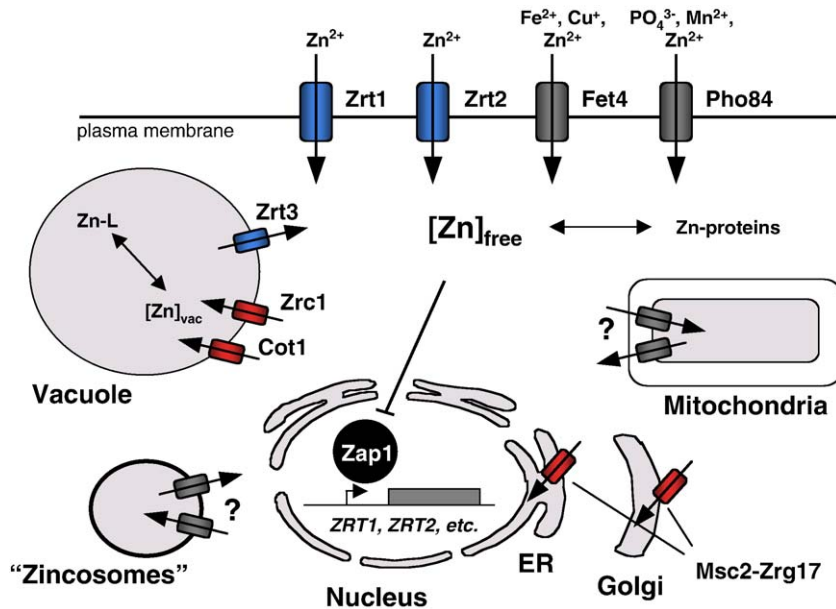 Fe²⁺, Cu⁺, PO₄³⁻, Mn²⁺,
Zn²⁺ Zn²⁺ Zn²⁺ Zn²⁺
Zrt1 Zrt2 Fet4 Pho84
plasma membrane
Zrt3
Zn-L
[Zn]free Zn-proteins
[Zn]vac
Zrc1
Cot1
?
Vacuole
Mitochondria
Zap1
?
ZRT1, ZRT2, etc.
"Zincosomes"
Nucleus
ER
Golgi
Msc2-Zrg17